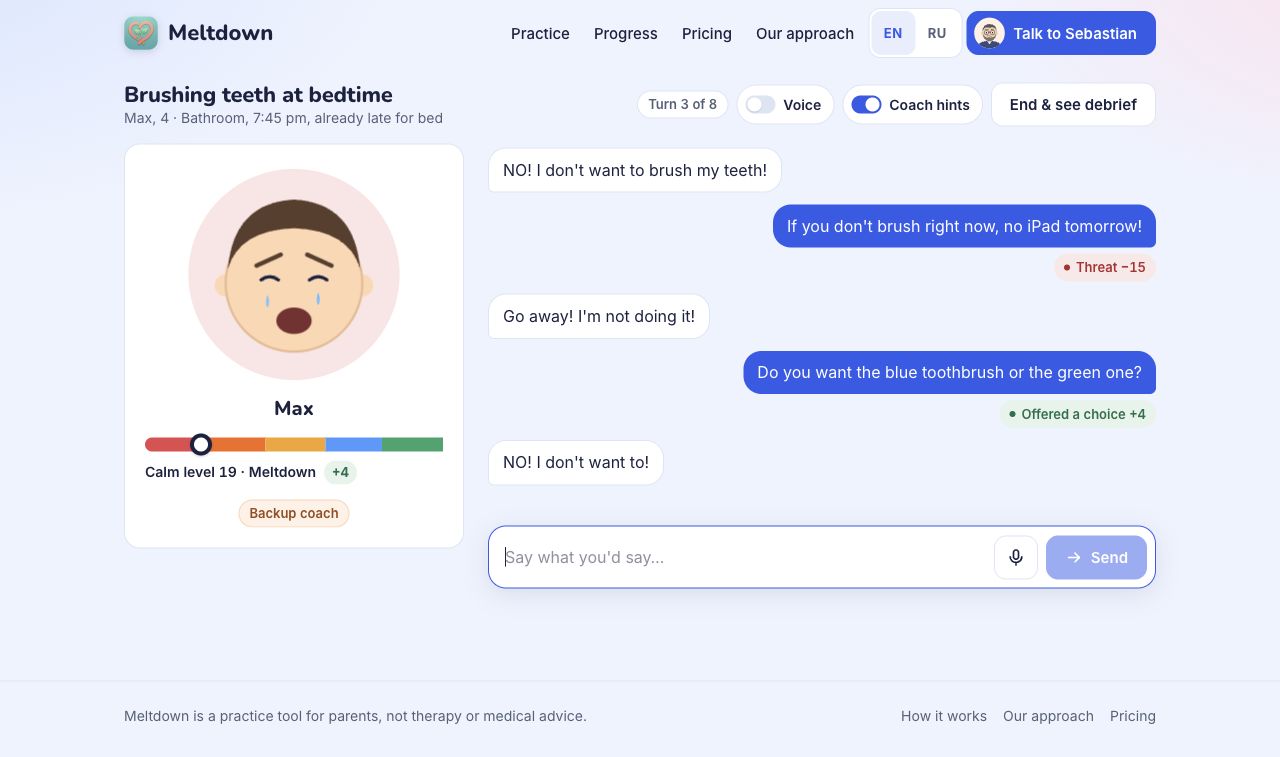 Meltdown
Practice
Progress
Pricing
Our approach
EN
RU
Talk to Sebastian
Brushing teeth at bedtime
Max, 4 · Bathroom, 7:45 pm, already late for bed
Turn 3 of 8
Voice
Coach hints
End & see debrief
NO! I don't want to brush my teeth!
If you don't brush right now, no iPad tomorrow!
Threat −15
Go away! I'm not doing it!
Do you want the blue toothbrush or the green one?
Offered a choice +4
NO! I don't want to!
Max
Calm level 19 · Meltdown +4
Backup coach
Say what you'd say...
Send
Meltdown is a practice tool for parents, not therapy or medical advice.
How it works
Our approach
Pricing